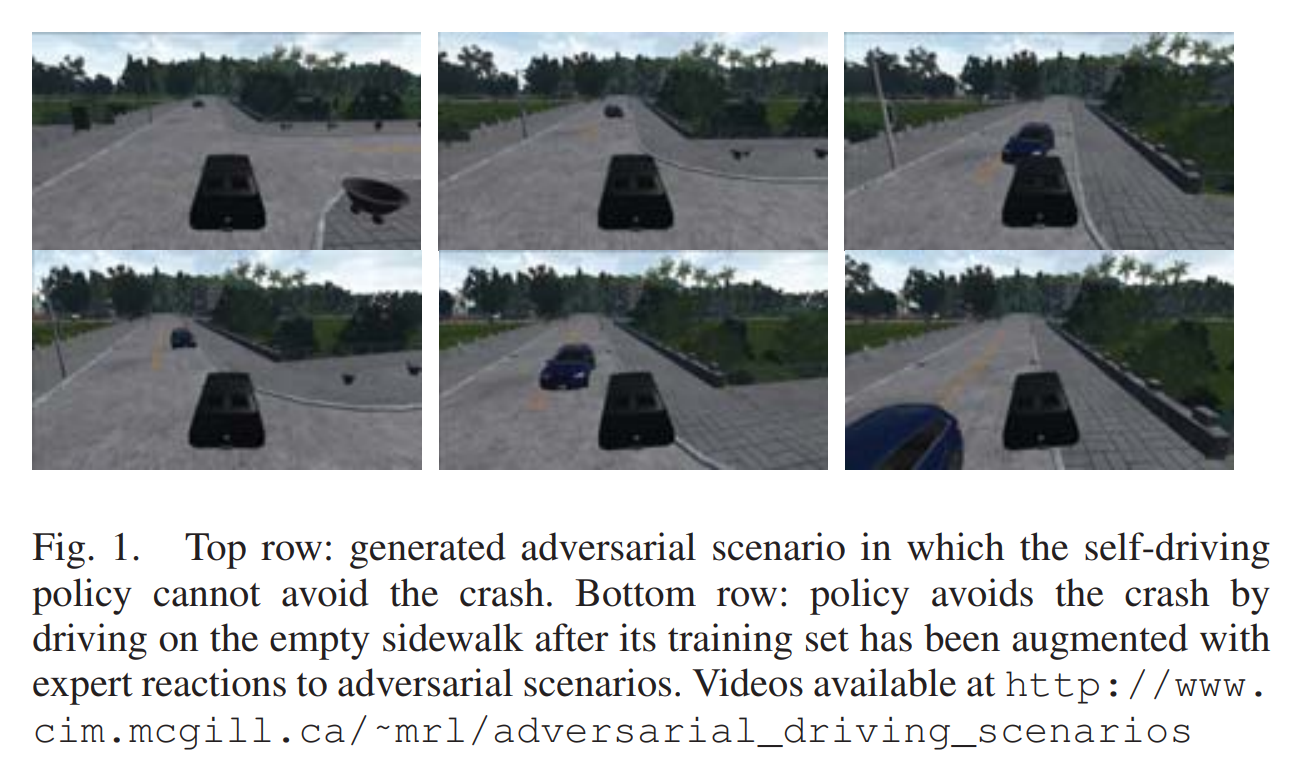 Fig. 1. Top row: generated adversarial scenario in which the self-driving
policy cannot avoid the crash. Bottom row: policy avoids the crash by
driving on the empty sidewalk after its training set has been augmented with
expert reactions to adversarial scenarios. Videos available at http://www.
cim.mcgill.ca/~mrl/adversarial_driving_scenarios